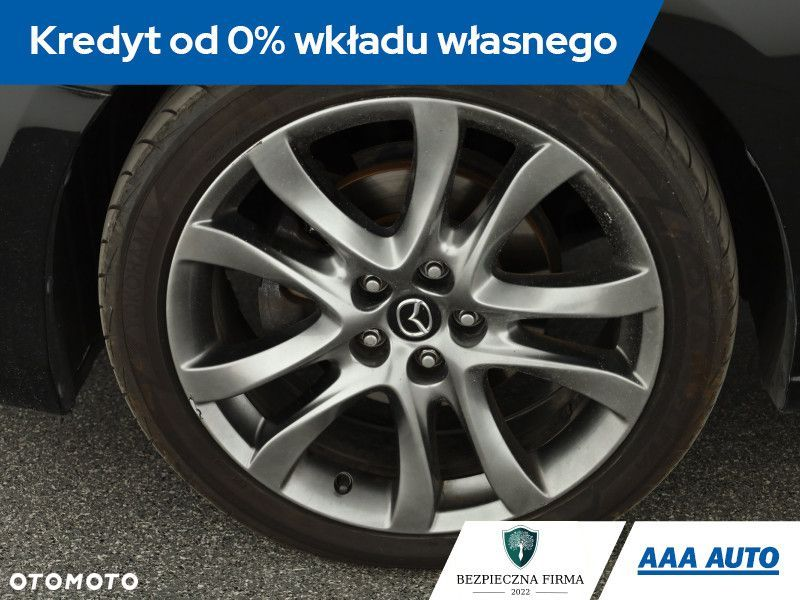 Kredyt od 0% wkładu własnego
OTOMOTO
BEZPIECZNA FIRMA
2022
AAA AUTO